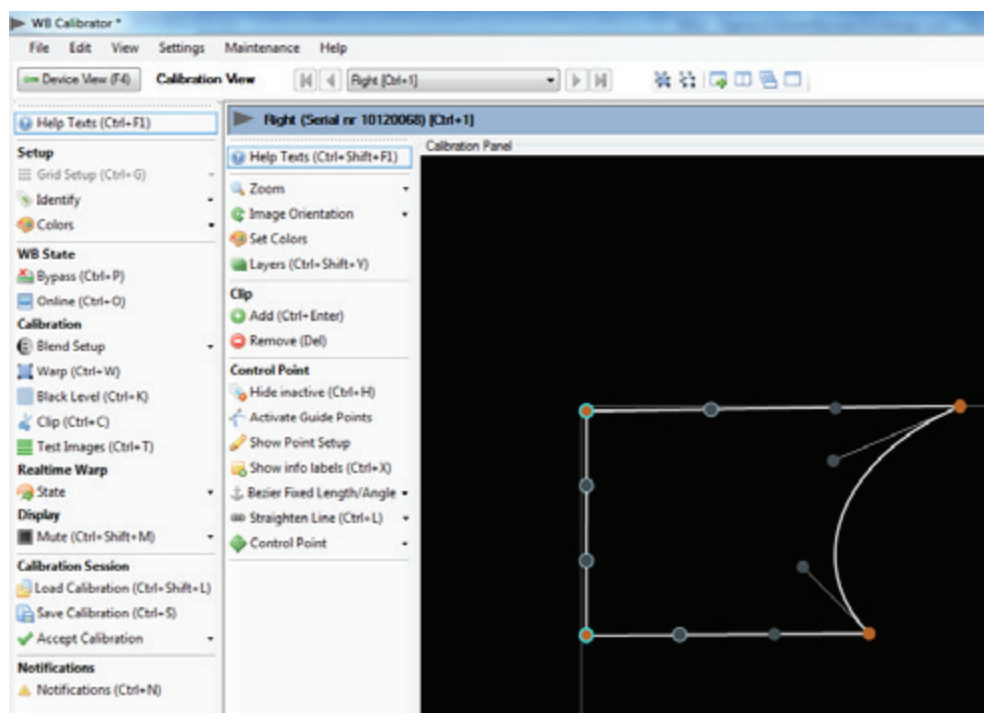 WB Calibrator *
File Edit View Settings Maintenance Help
Device View (F4) Calibration View Right [Ctrl+1]
Help Texts (Ctrl+F1)
Setup
Grid Setup (Ctrl+G)
Identify
Colors
WB State
Bypass (Ctrl+P)
Online (Ctrl+O)
Calibration
Blend Setup
Warp (Ctrl+W)
Black Level (Ctrl+K)
Clip (Ctrl+C)
Test Images (Ctrl+T)
Realtime Warp
State
Display
Mute (Ctrl+Shift+M)
Calibration Session
Load Calibration (Ctrl+Shift+L)
Save Calibration (Ctrl+S)
Accept Calibration
Notifications
Notifications (Ctrl+N)
Right (Serial nr 10120068) [Ctrl+1]
Help Texts (Ctrl+Shift+F1)
Zoom
Image Orientation
Set Colors
Layers (Ctrl+Shift+Y)
Clip
Add (Ctrl+Enter)
Remove (Del)
Control Point
Hide inactive (Ctrl+H)
Activate Guide Points
Show Point Setup
Show info labels (Ctrl+X)
Bezier Fixed Length/Angle
Straighten Line (Ctrl+L)
Control Point
Calibration Panel